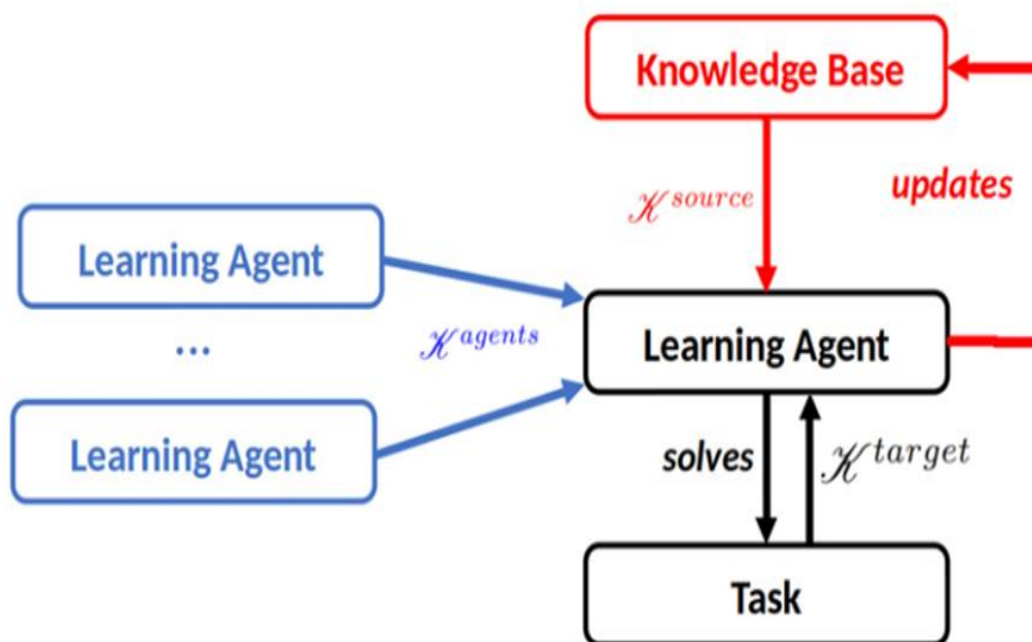 Knowledge Base
updates
𝒦^source
Learning Agent
...
𝒦^agents
Learning Agent
Learning Agent
solves
𝒦^target
Task